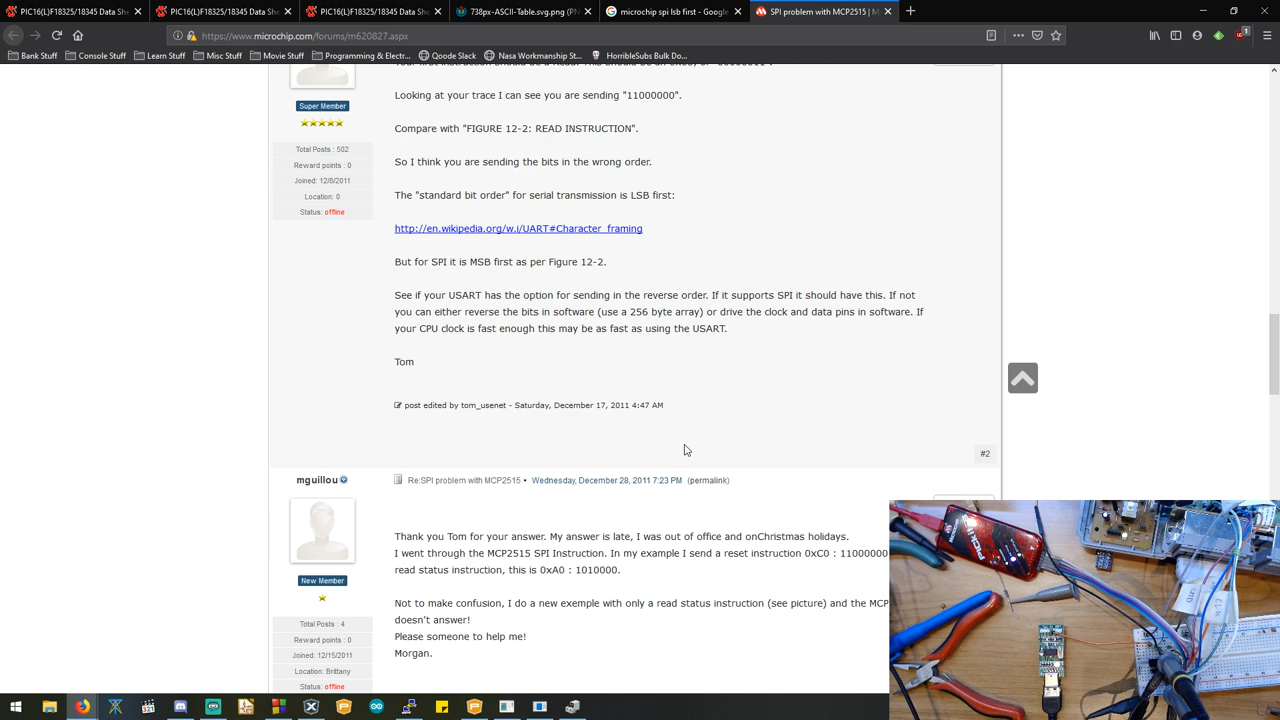 PIC16(L)F18325/18345 Data She
PIC16(L)F18325/18345 Data She
PIC16(L)F18325/18345 Data She
738px-ASCII-Table.svg.png (PN
microchip spi lsb first - Google
SPI problem with MCP2515 | M
https://www.microchip.com/forums/m620827.aspx
Bank Stuff
Console Stuff
Learn Stuff
Misc Stuff
Movie Stuff
Programming & Electr...
Qoode Slack
Nasa Workmanship St...
HorribleSubs Bulk Do...
Super Member
Total Posts : 502
Reward points : 0
Joined: 12/8/2011
Location: 0
Status: offline
Looking at your trace I can see you are sending "11000000".
Compare with "FIGURE 12-2: READ INSTRUCTION".
So I think you are sending the bits in the wrong order.
The "standard bit order" for serial transmission is LSB first:
http://en.wikipedia.org/w.i/UART#Character_framing
But for SPI it is MSB first as per Figure 12-2.
See if your USART has the option for sending in the reverse order. If it supports SPI it should have this. If not
you can either reverse the bits in software (use a 256 byte array) or drive the clock and data pins in software. If
your CPU clock is fast enough this may be as fast as using the USART.
Tom
post edited by tom_usenet - Saturday, December 17, 2011 4:47 AM
#2
mguillou
New Member
Total Posts : 4
Reward points : 0
Joined: 12/15/2011
Location: Brittany
Status: offline
Re:SPI problem with MCP2515 • Wednesday, December 28, 2011 7:23 PM (permalink)
Thank you Tom for your answer. My answer is late, I was out of office and onChristmas holidays.
I went through the MCP2515 SPI Instruction. In my example I send a reset instruction 0xC0 : 11000000
read status instruction, this is 0xA0 : 1010000.
Not to make confusion, I do a new exemple with only a read status instruction (see picture) and the MCP
doesn't answer!
Please someone to help me!
Morgan.
PICkit